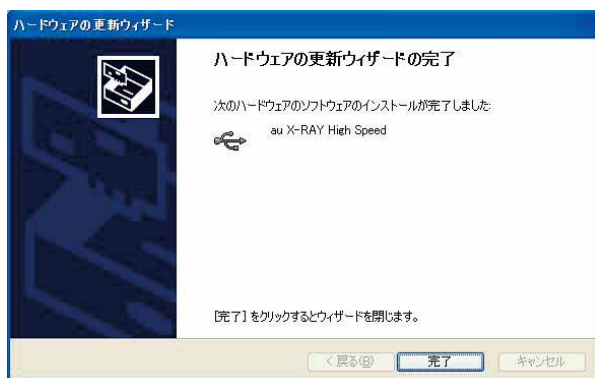 ハードウェアの更新ウィザード
ハードウェアの更新ウィザードの完了
次のハードウェアのソフトウェアのインストールが完了しました:
au X-RAY High Speed
[完了] をクリックするとウィザードを閉じます。
< 戻る(B)
完了
キャンセル